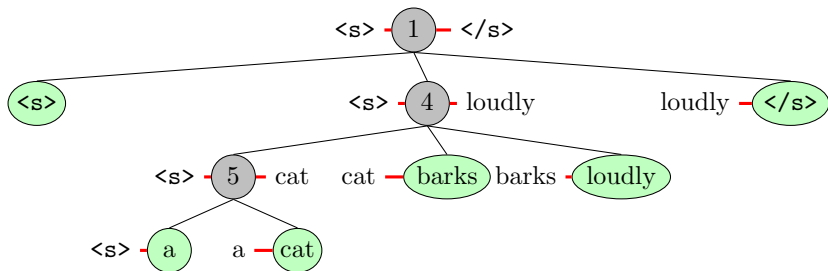 <s> 1 </s>
<s> <s> 4 loudly loudly </s>
<s> 5 cat cat barks barks loudly
<s> a a cat